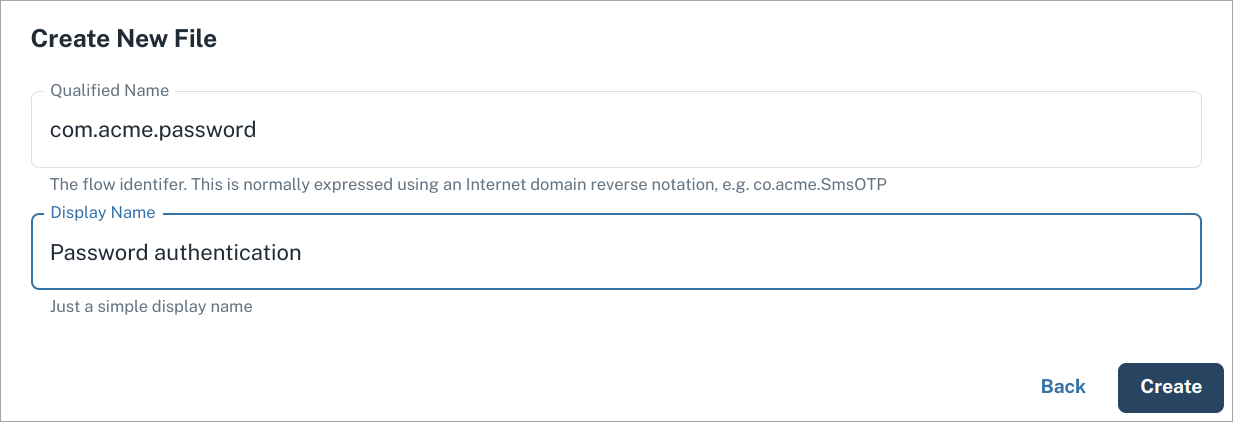 Create New File
Qualified Name
com.acme.password
The flow identifer. This is normally expressed using an Internet domain reverse notation, e.g. co.acme.SmsOTP
Display Name
Password authentication
Just a simple display name
Back Create